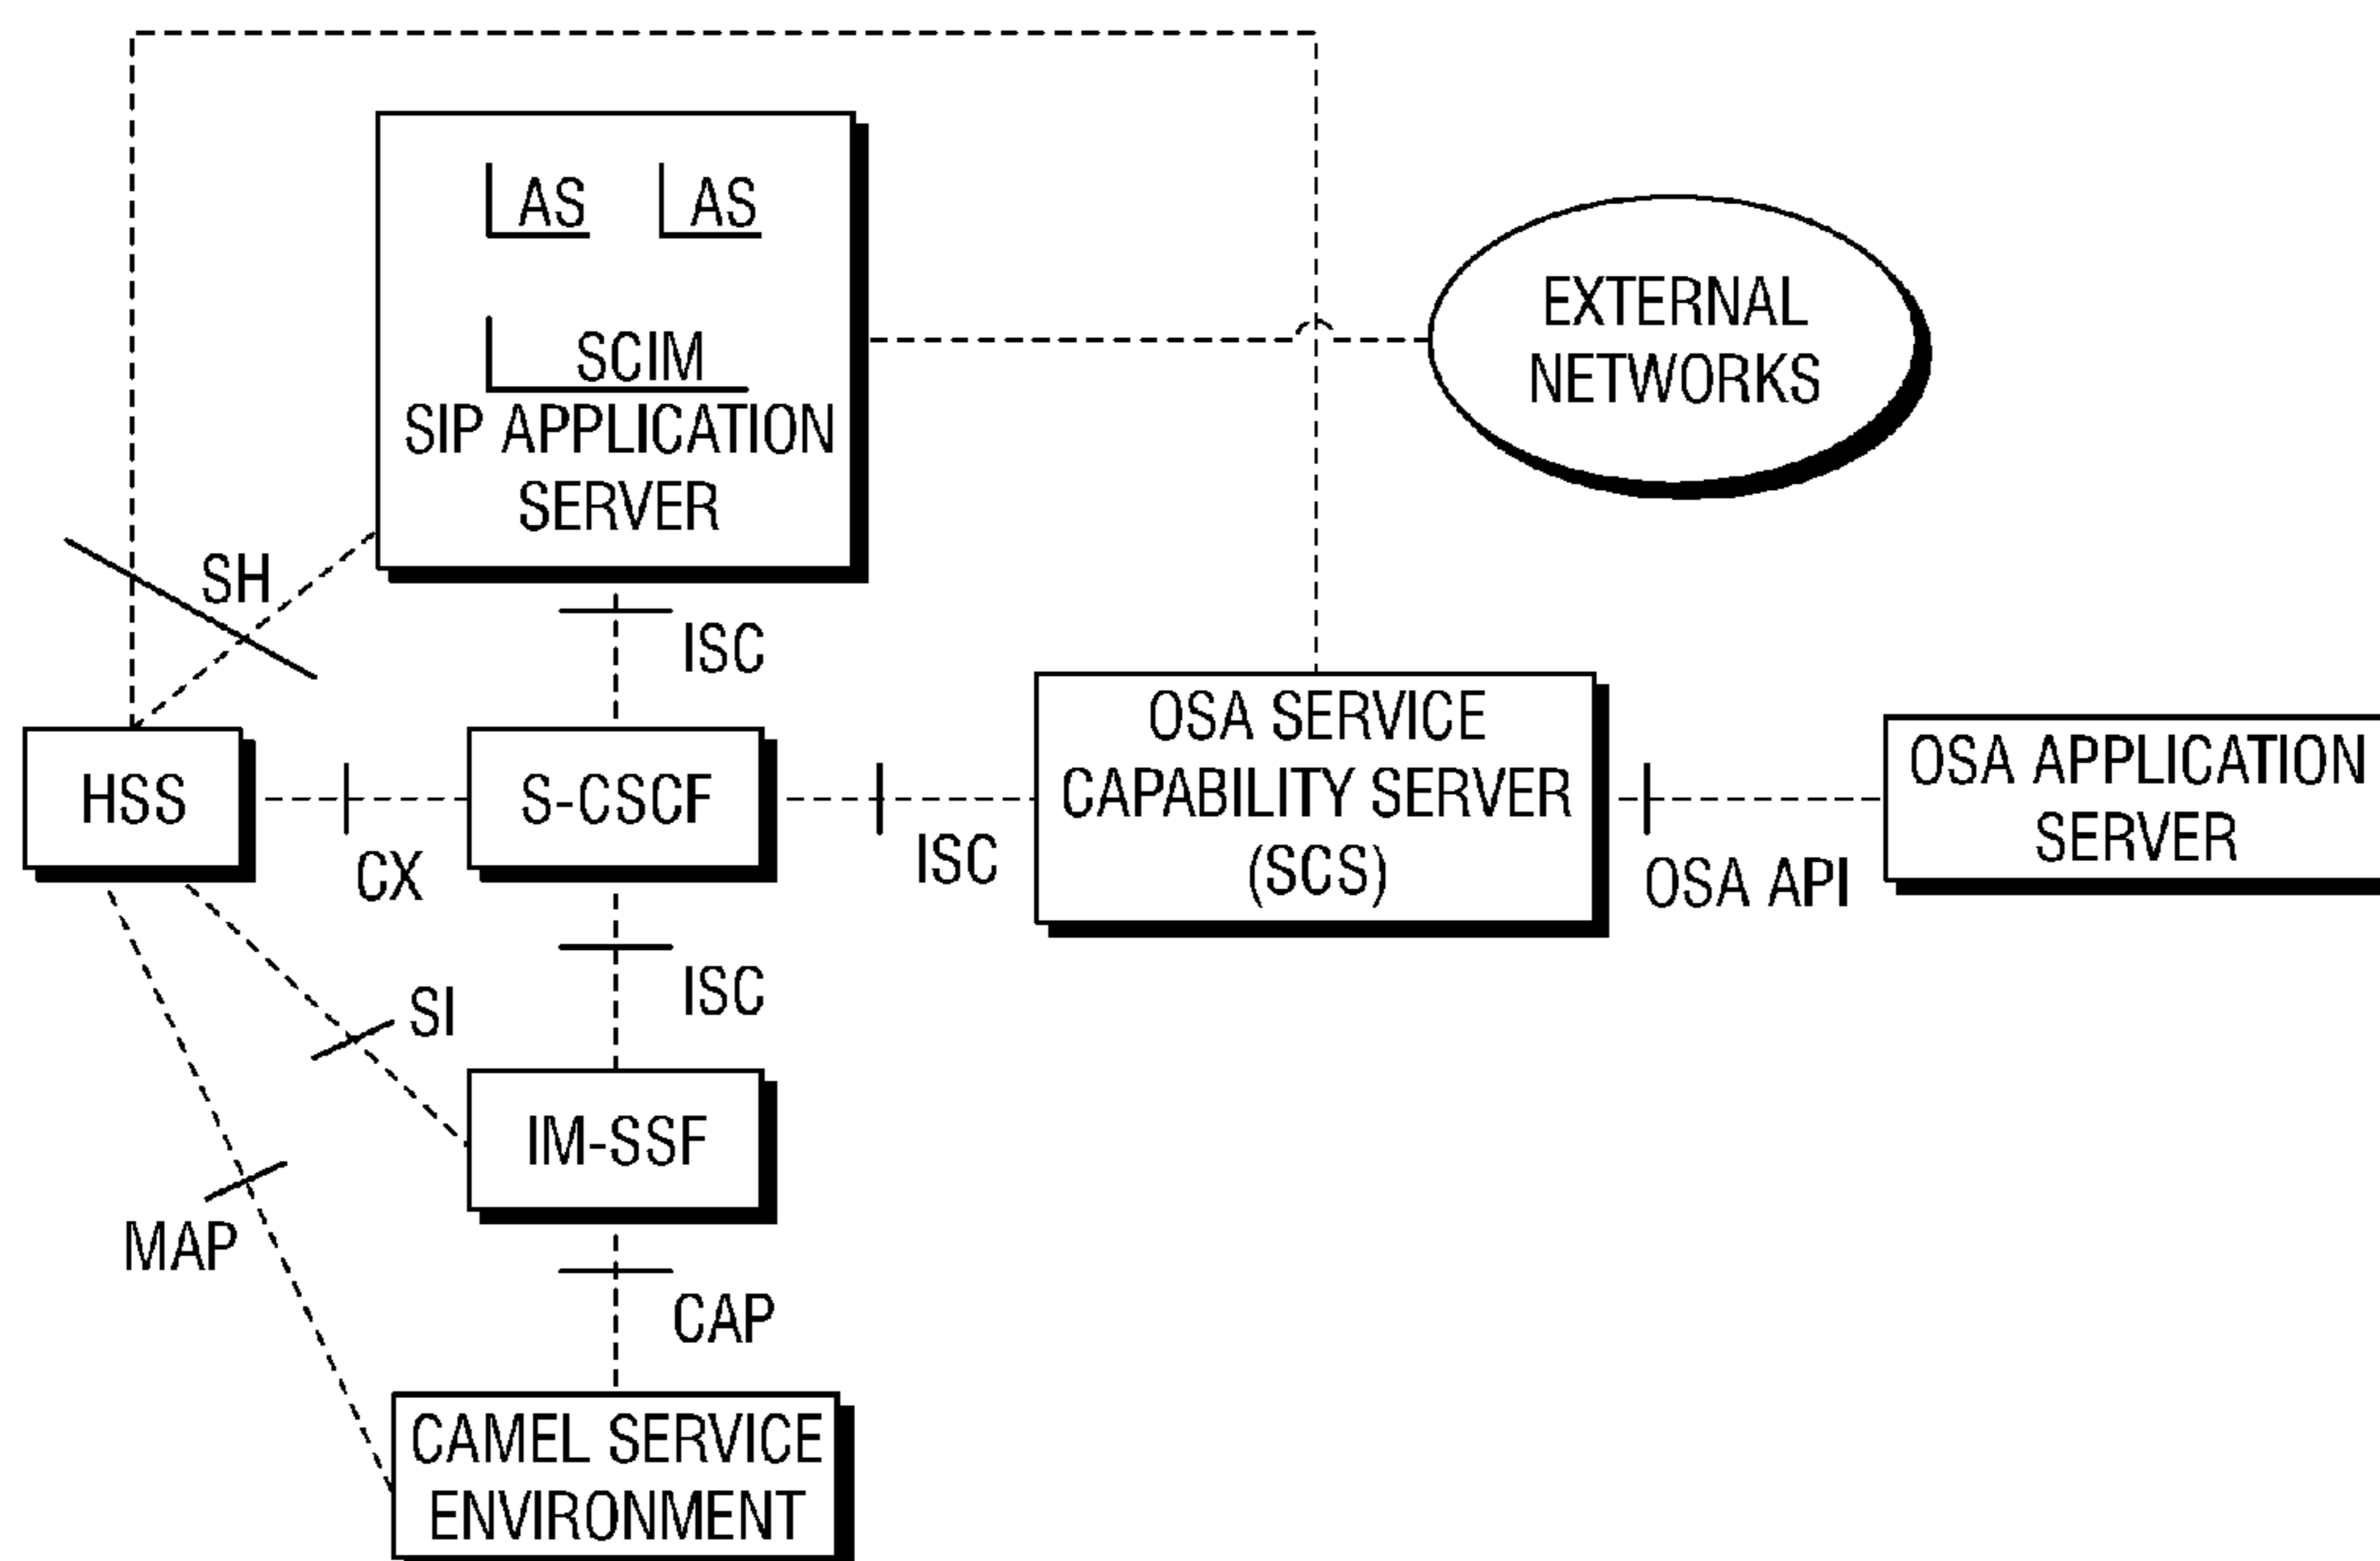 AS AS
SCIM
SIP APPLICATION
SERVER
EXTERNAL
NETWORKS
SH
ISC
HSS
CX
S-CSCF
ISC
OSA SERVICE
CAPABILITY SERVER
(SCS)
OSA API
OSA APPLICATION
SERVER
SI
ISC
IM-SSF
MAP
CAP
CAMEL SERVICE
ENVIRONMENT